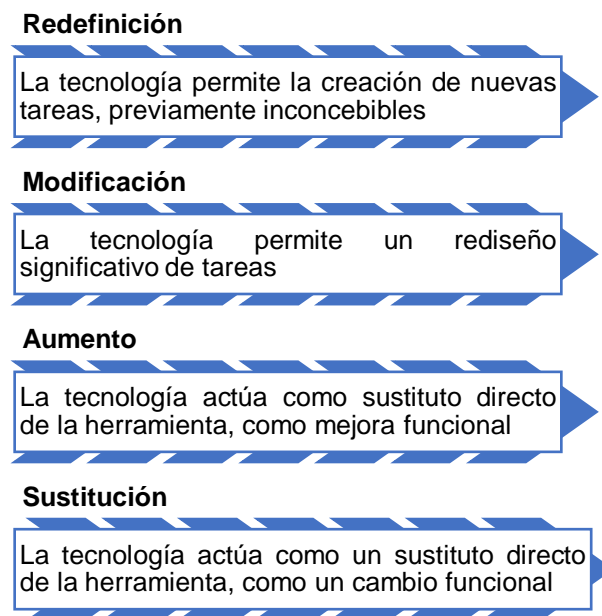 Redefinición
La tecnología permite la creación de nuevas
tareas, previamente inconcebibles
Modificación
La tecnología permite un rediseño
significativo de tareas
Aumento
La tecnología actúa como sustituto directo
de la herramienta, como mejora funcional
Sustitución
La tecnología actúa como un sustituto directo
de la herramienta, como un cambio funcional